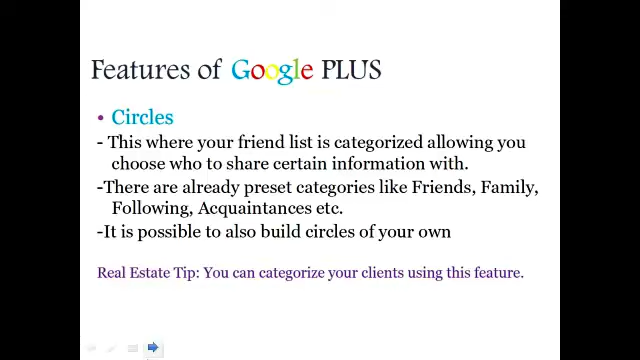 Features of Google PLUS
• Circles
- This where your friend list is categorized allowing you
choose who to share certain information with.
-There are already preset categories like Friends, Family,
Following, Acquaintances etc.
-It is possible to also build circles of your own
Real Estate Tip: You can categorize your clients using this feature.